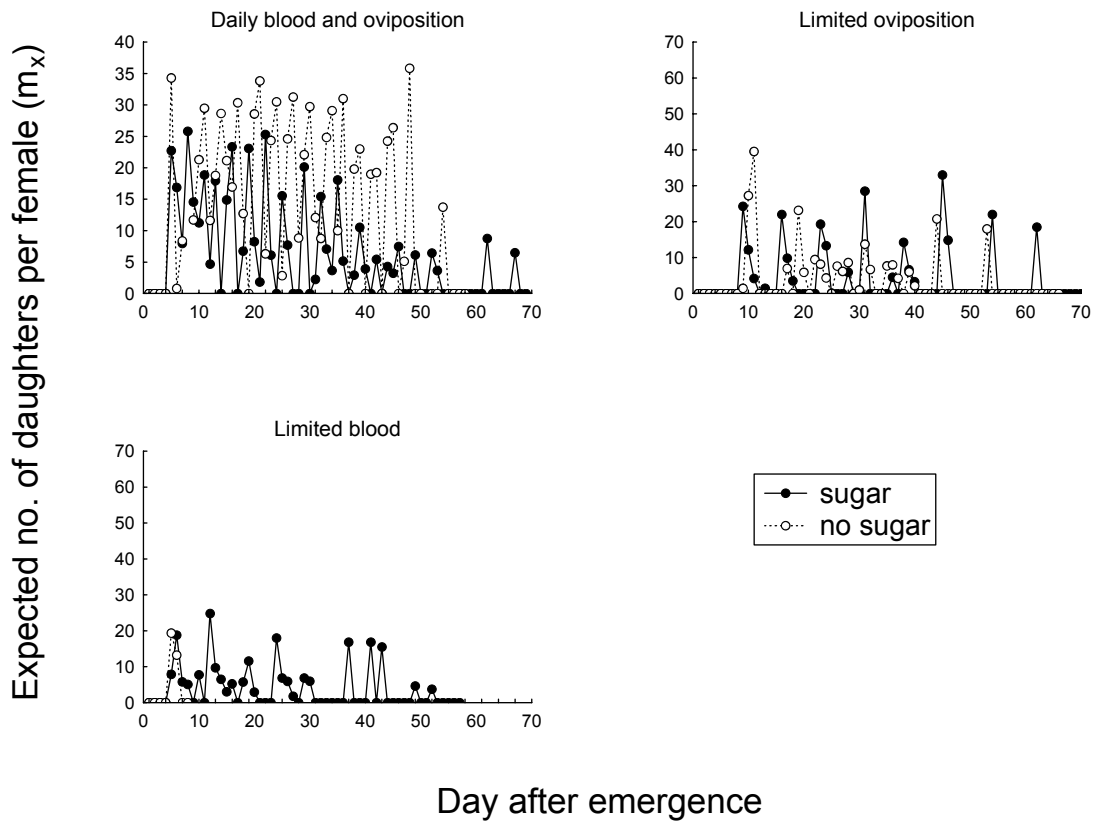 Expected no. of daughters per female (mx)
Daily blood and oviposition
40
35
30
25
20
15
10
5
0
0 10 20 30 40 50 60 70
Limited oviposition
70
60
50
40
30
20
10
0
0 10 20 30 40 50 60 70
Limited blood
70
60
50
40
30
20
10
0
0 10 20 30 40 50 60 70
sugar
no sugar
Day after emergence